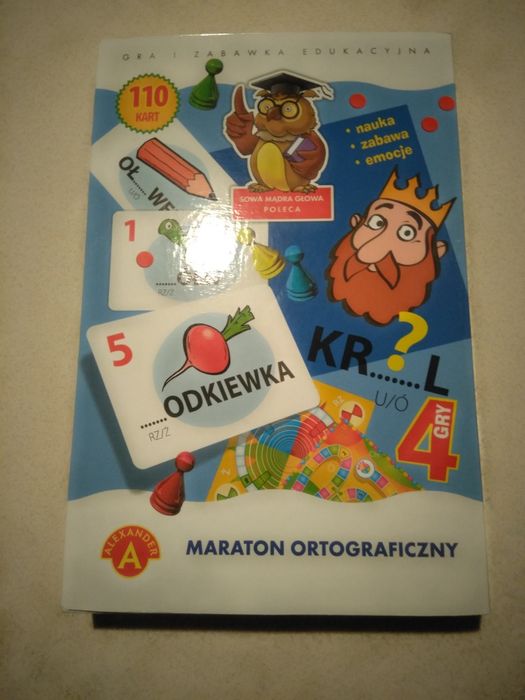 GRA I ZABAWKA EDUKACYJNA
110
KART
• nauka
• zabawa
• emocje
SOWA MĄDRA GŁOWA
POLECA
OŁ......WE
U/Ó
1
RZ/Ż
5
......ODKIEWKA
RZ/Ż
KR...?...L
U/Ó
4
GRY
ALEXANDER
A
MARATON ORTOGRAFICZNY